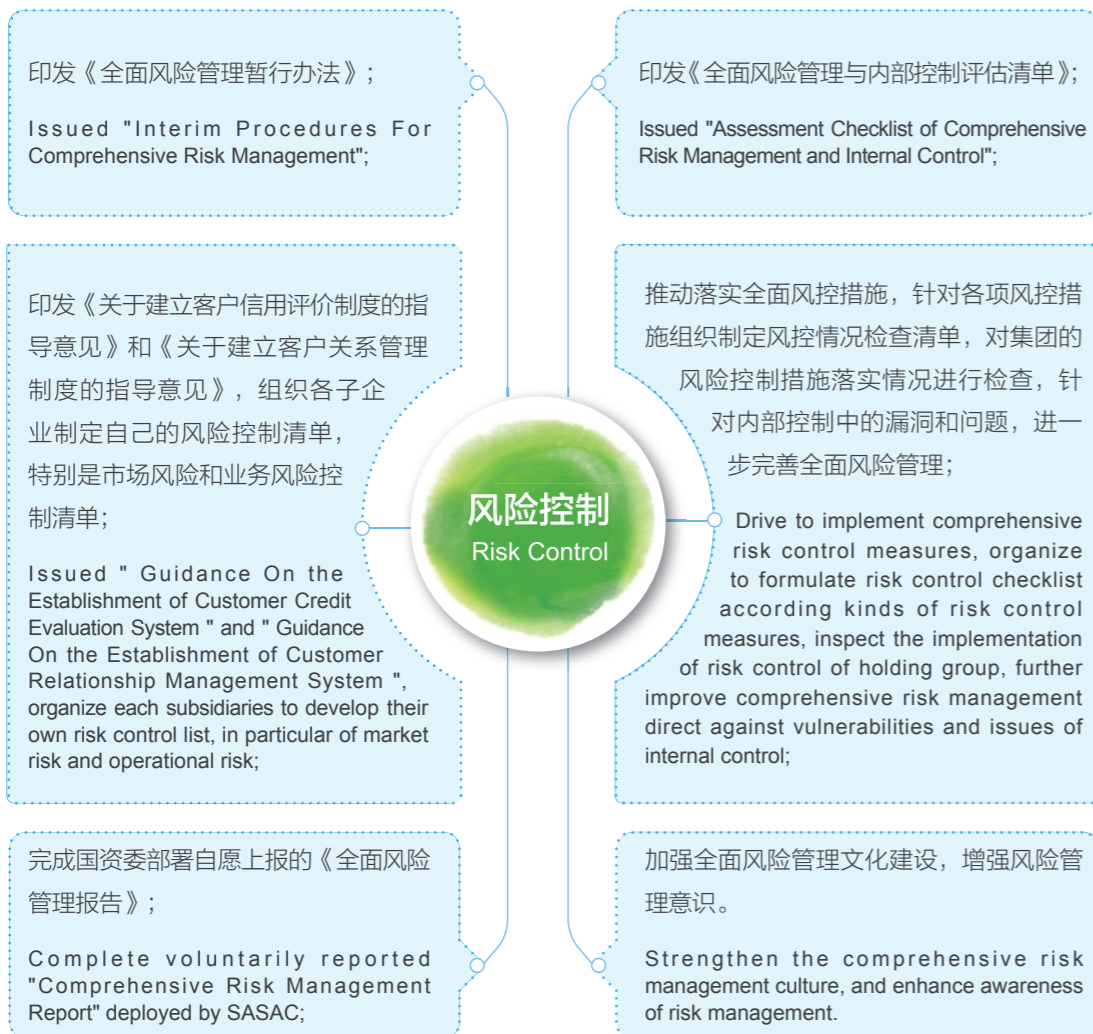 印发《全面风险管理暂行办法》;
Issued "Interim Procedures For
Comprehensive Risk Management";
印发《关于建立客户信用评价制度的指
导意见》和《关于建立客户关系管理
制度的指导意见》，组织各子企
业制定自己的风险控制清单，
特别是市场风险和业务风险控
制清单;
Issued " Guidance On the
Establishment of Customer Credit
Evaluation System " and " Guidance
On the Establishment of Customer
Relationship Management System ",
organize each subsidiaries to develop their
own risk control list, in particular of market
risk and operational risk;
完成国资委部署自愿上报的《全面风险
管理报告》;
Complete voluntarily reported
"Comprehensive Risk Management
Report" deployed by SASAC;
风险控制
Risk Control
印发《全面风险管理与内部控制评估清单》;
Issued "Assessment Checklist of Comprehensive
Risk Management and Internal Control";
推动落实全面风控措施，针对各项风控措
施组织制定风控情况检查清单，对集团的
风险控制措施落实情况进行检查，针
对内部控制中的漏洞和问题，进一
步完善全面风险管理;
Drive to implement comprehensive
risk control measures, organize
to formulate risk control checklist
according kinds of risk control
measures, inspect the implementation
of risk control of holding group, further
improve comprehensive risk management
direct against vulnerabilities and issues of
internal control;
加强全面风险管理文化建设，增强风险管
理意识。
Strengthen the comprehensive risk
management culture, and enhance awareness
of risk management.